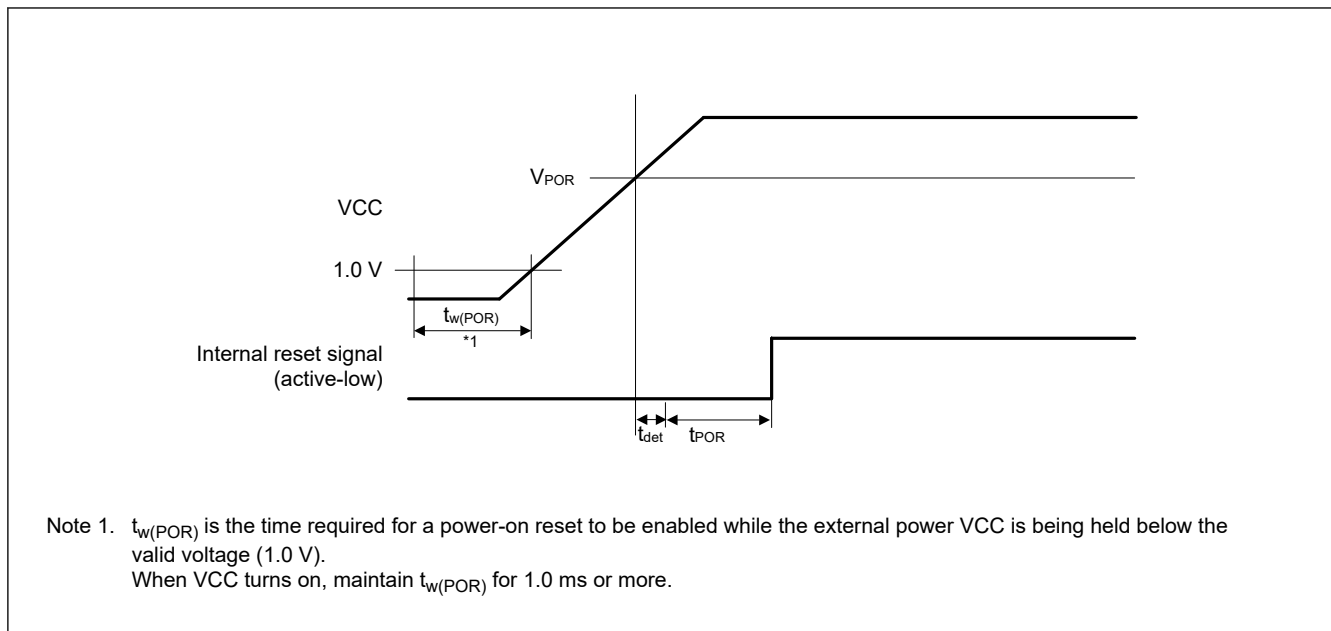 VPOR
VCC
1.0 V
tw(POR)
*1
Internal reset signal
(active-low)
tdet
tPOR
Note 1. tw(POR) is the time required for a power-on reset to be enabled while the external power VCC is being held below the
valid voltage (1.0 V).
When VCC turns on, maintain tw(POR) for 1.0 ms or more.